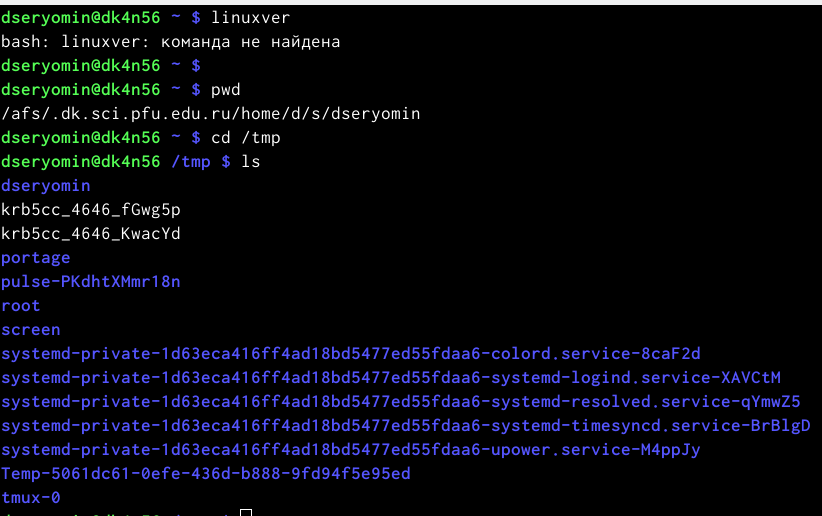 dseryomin@dk4n56 ~ $ linuxver
bash: linuxver: команда не найдена
dseryomin@dk4n56 ~ $
dseryomin@dk4n56 ~ $ pwd
/afs/.dk.sci.pfu.edu.ru/home/d/s/dseryomin
dseryomin@dk4n56 ~ $ cd /tmp
dseryomin@dk4n56 /tmp $ ls
dseryomin
krb5cc_4646_fGwg5p
krb5cc_4646_KwacYd
portage
pulse-PKdhtXMmr18n
root
screen
systemd-private-1d63eca416ff4ad18bd5477ed55fdaa6-colord.service-8caF2d
systemd-private-1d63eca416ff4ad18bd5477ed55fdaa6-systemd-logind.service-XAVCtM
systemd-private-1d63eca416ff4ad18bd5477ed55fdaa6-systemd-resolved.service-qYmwZ5
systemd-private-1d63eca416ff4ad18bd5477ed55fdaa6-systemd-timesyncd.service-BrBlgD
systemd-private-1d63eca416ff4ad18bd5477ed55fdaa6-upower.service-M4ppJy
Temp-5061dc61-0efe-436d-b888-9fd94f5e95ed
tmux-0